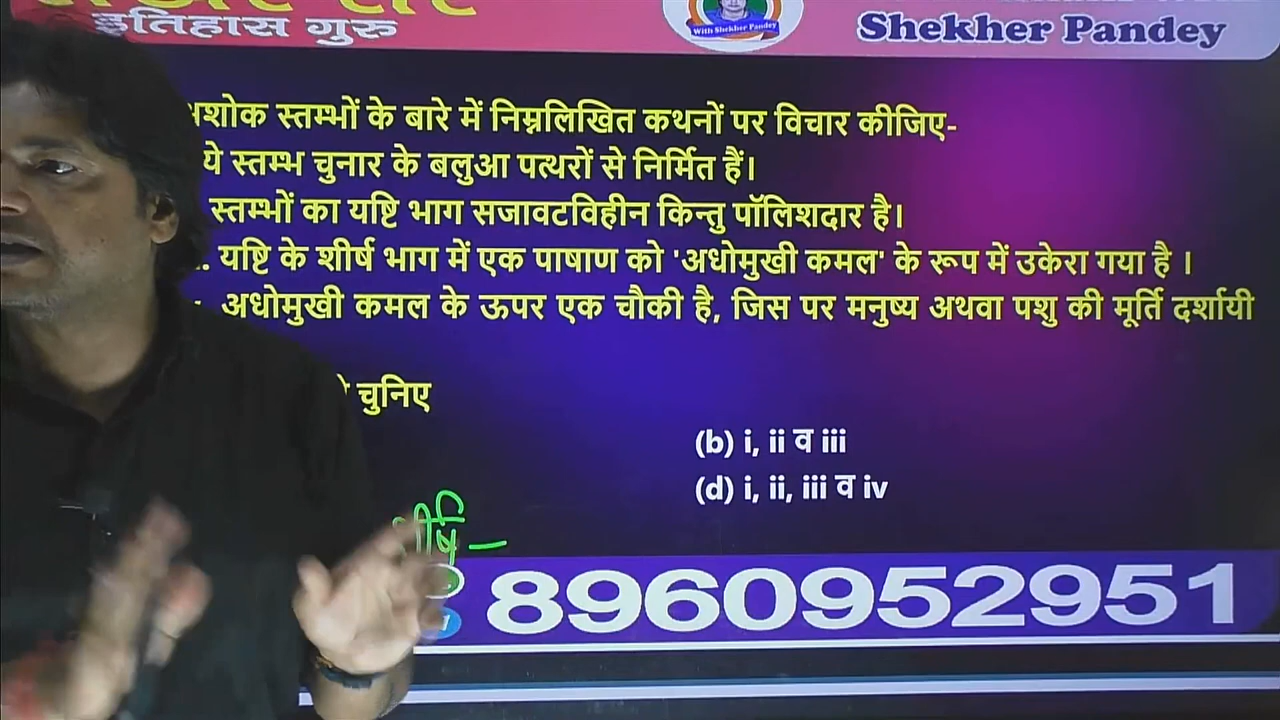 इतिहास गुरु
With Shekher Pandey
Shekher Pandey
अशोक स्तम्भों के बारे में निम्नलिखित कथनों पर विचार कीजिए-
ये स्तम्भ चुनार के बलुआ पत्थरों से निर्मित हैं।
स्तम्भों का यष्टि भाग सजावटविहीन किन्तु पॉलिशदार है।
. यष्टि के शीर्ष भाग में एक पाषाण को 'अधोमुखी कमल' के रूप में उकेरा गया है ।
अधोमुखी कमल के ऊपर एक चौकी है, जिस पर मनुष्य अथवा पशु की मूर्ति दर्शायी
चुनिए
(b) i, ii व iii
(d) i, ii, iii व iv
8960952951